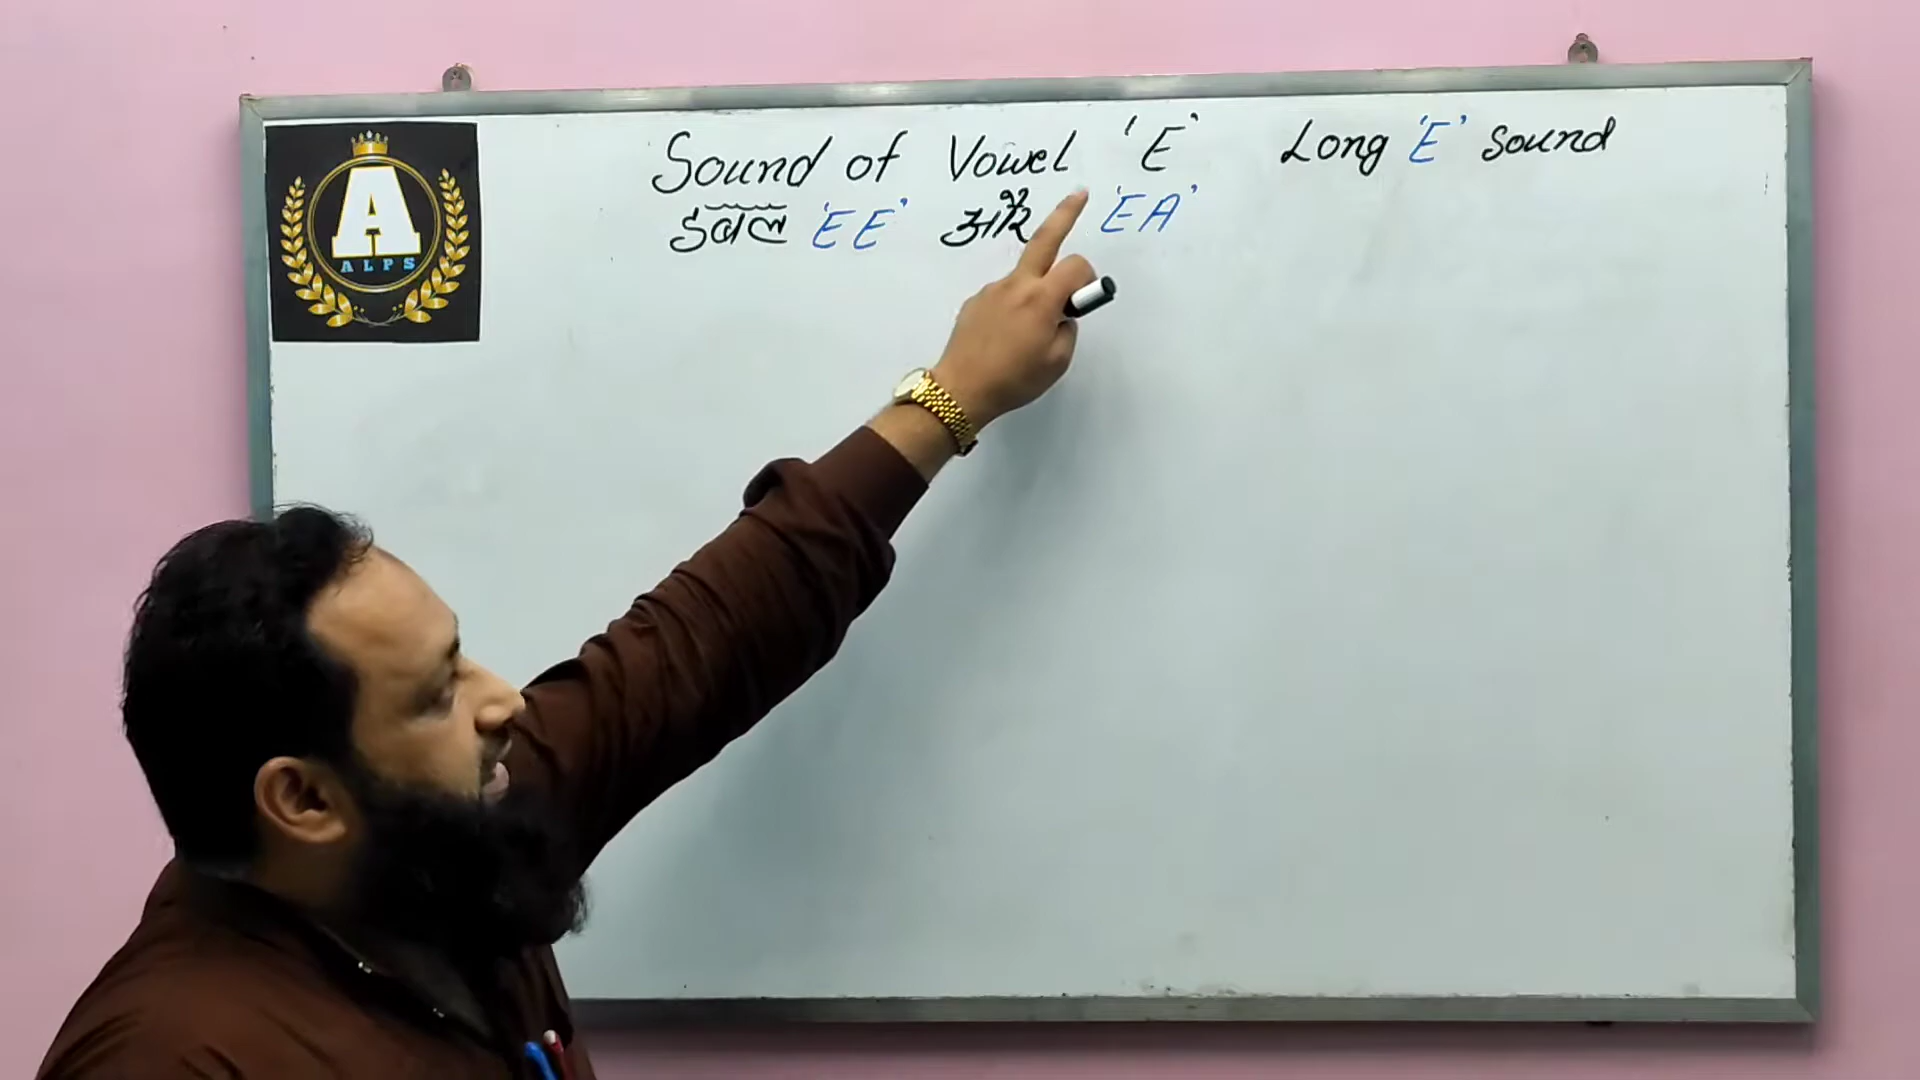 A
ALPS
Sound of Vowel 'E' Long 'E' Sound
डबल 'EE' और 'EA'